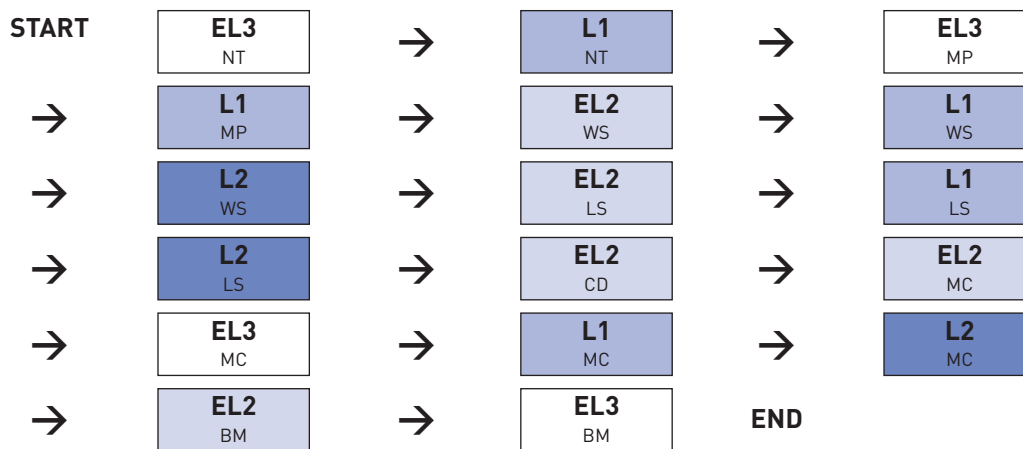 START
EL3
NT
→
L1
NT
→
EL3
MP
→
L1
MP
→
EL2
WS
→
L1
WS
→
L2
WS
→
EL2
LS
→
L1
LS
→
L2
LS
→
EL2
CD
→
EL2
MC
→
EL3
MC
→
L1
MC
→
L2
MC
→
EL2
BM
→
EL3
BM
END